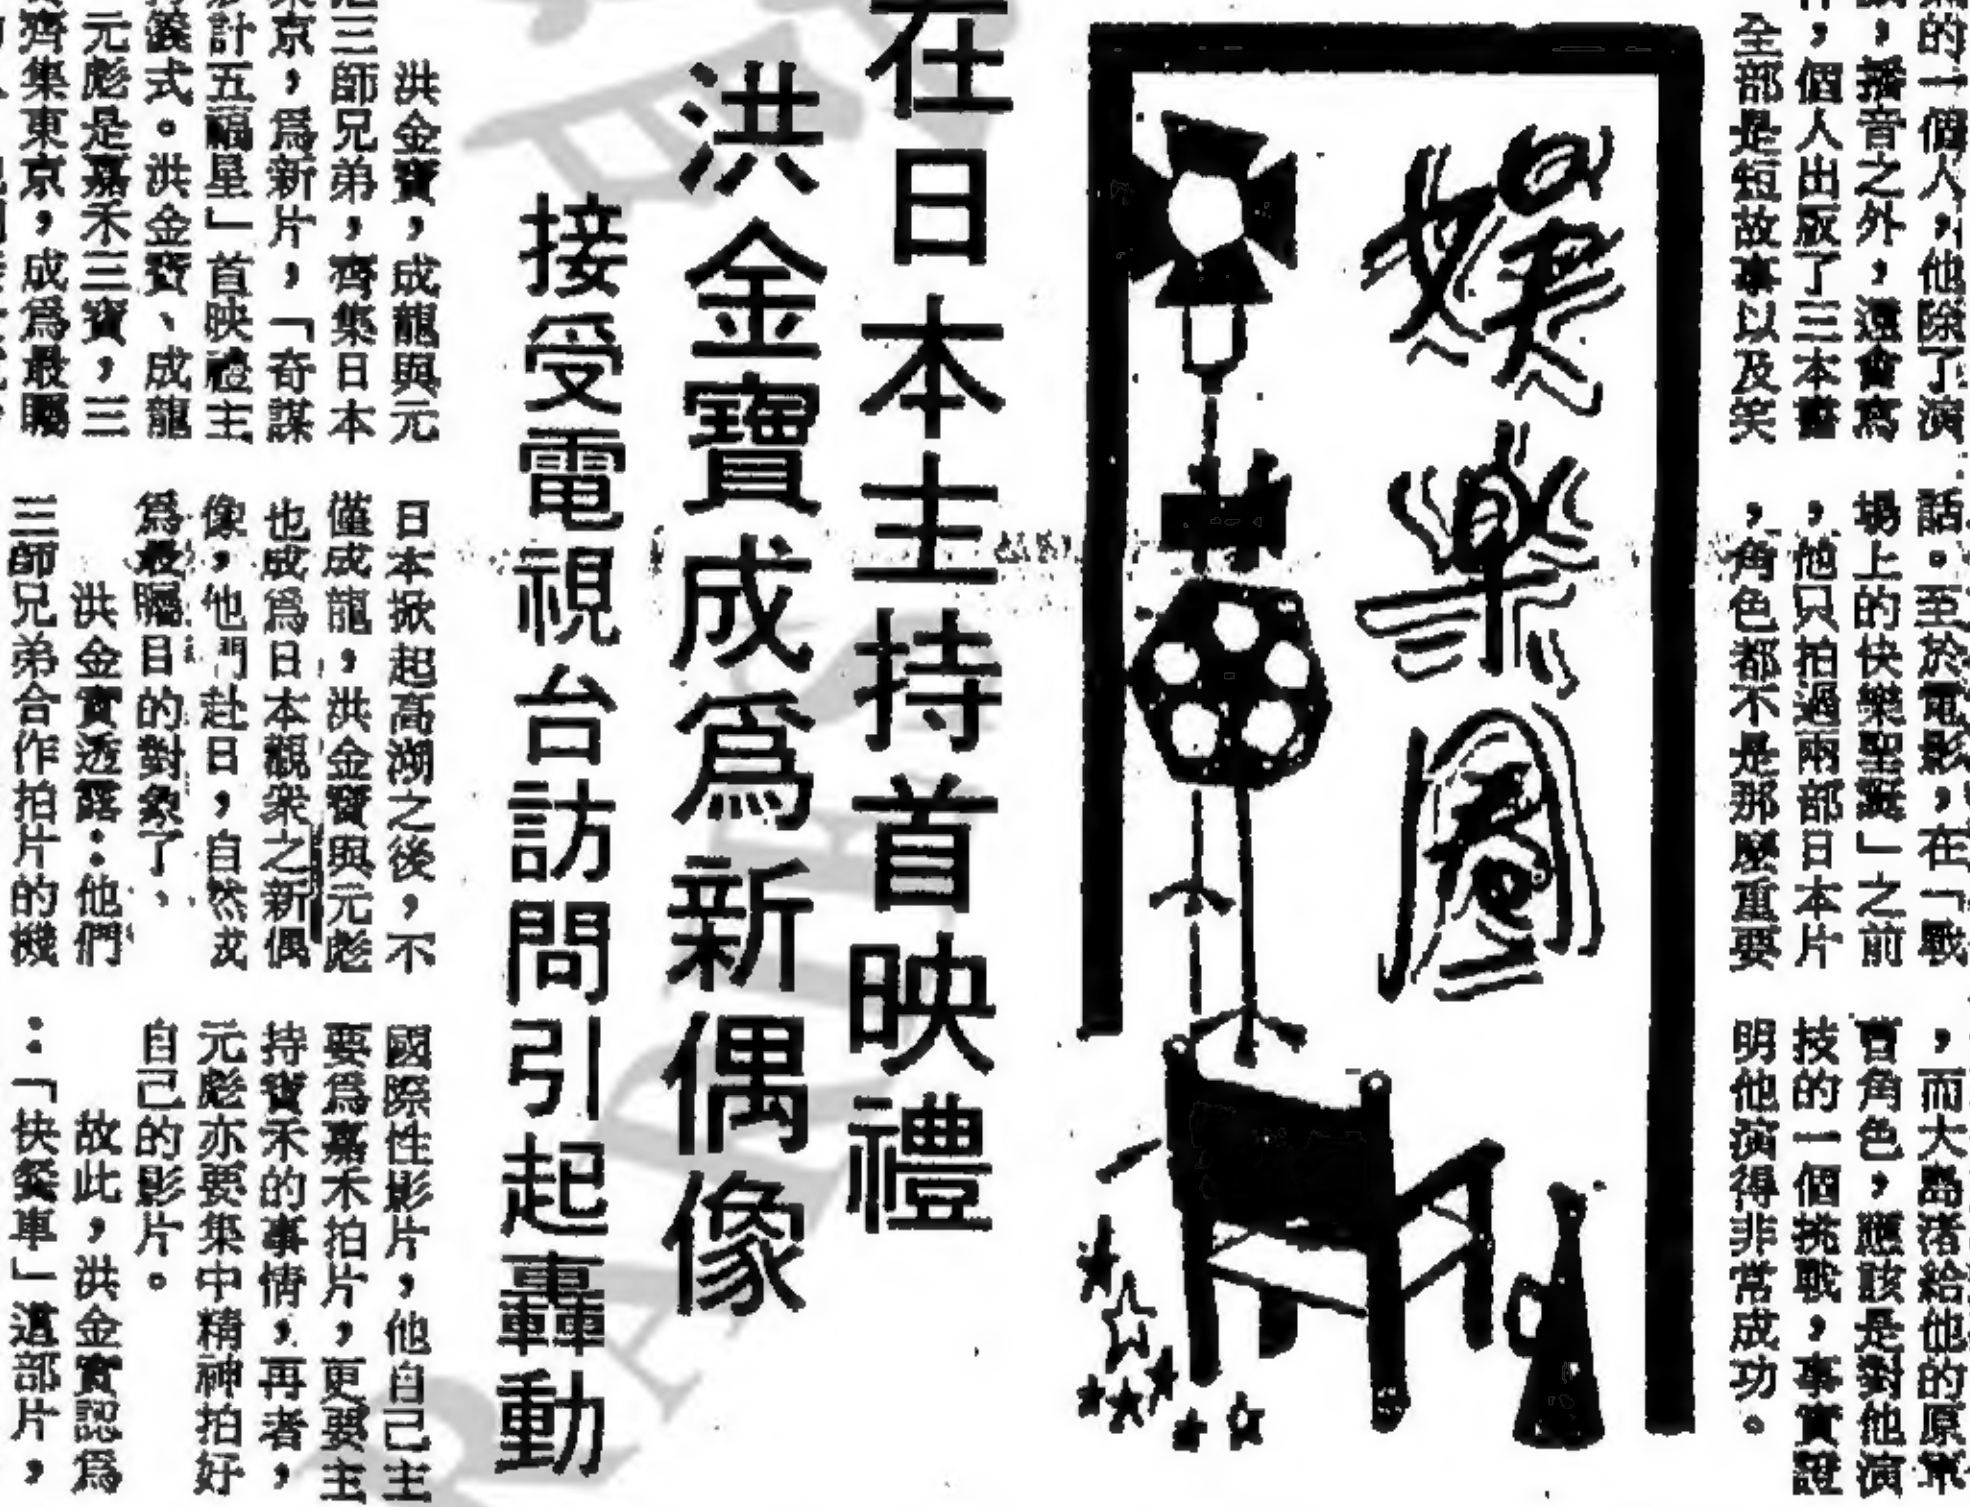 的一個人，他除了演
，播音之外，還會寫
，個人出版了三本書
全部是短故事以及笑
話。至於電影，在「戰
場上的快樂聖誕」之前
，他只拍過兩部日本片
，角色都不是那麼重要
，而大島渚給他的原軍
曹角色，應該是對他演
技的一個挑戰，事實證
明他演得非常成功。
娛樂圈
在日本主持首映禮
洪金寶成爲新偶像
接受電視台訪問引起轟動
洪金寶，成龍與元
三師兄弟，齊集日本
京，爲新片，「奇謀
計五福星」首映禮主
儀式。洪金寶、成龍
元彪是嘉禾三寶，三
齊集東京，成爲最矚
日本掀起高潮之後，不
僅成龍，洪金寶與元彪
也成爲日本觀衆之新偶
像，他們赴日，自然成
爲最矚目的對象了、
洪金寶透露：他們
三師兄弟合作拍片的機
國際性影片，他自己主
要爲嘉禾拍片，更要主
持寶禾的事情，再者，
元彪亦要集中精神拍好
自己的影片。
故此，洪金寶認爲
：「快餐車」這部片，